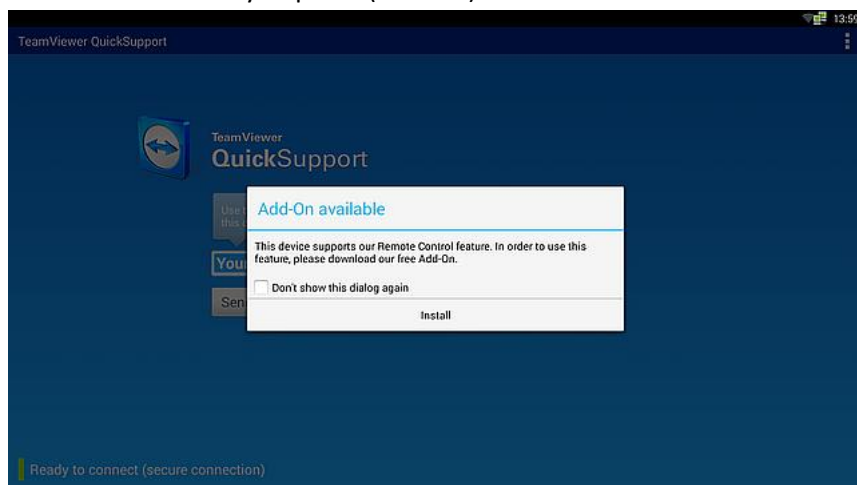 13:59
TeamViewer QuickSupport
TeamViewer
QuickSupport
Add-On available
This device supports our Remote Control feature. In order to use this
feature, please download our free Add-On.
Don't show this dialog again
Install
Ready to connect (secure connection)